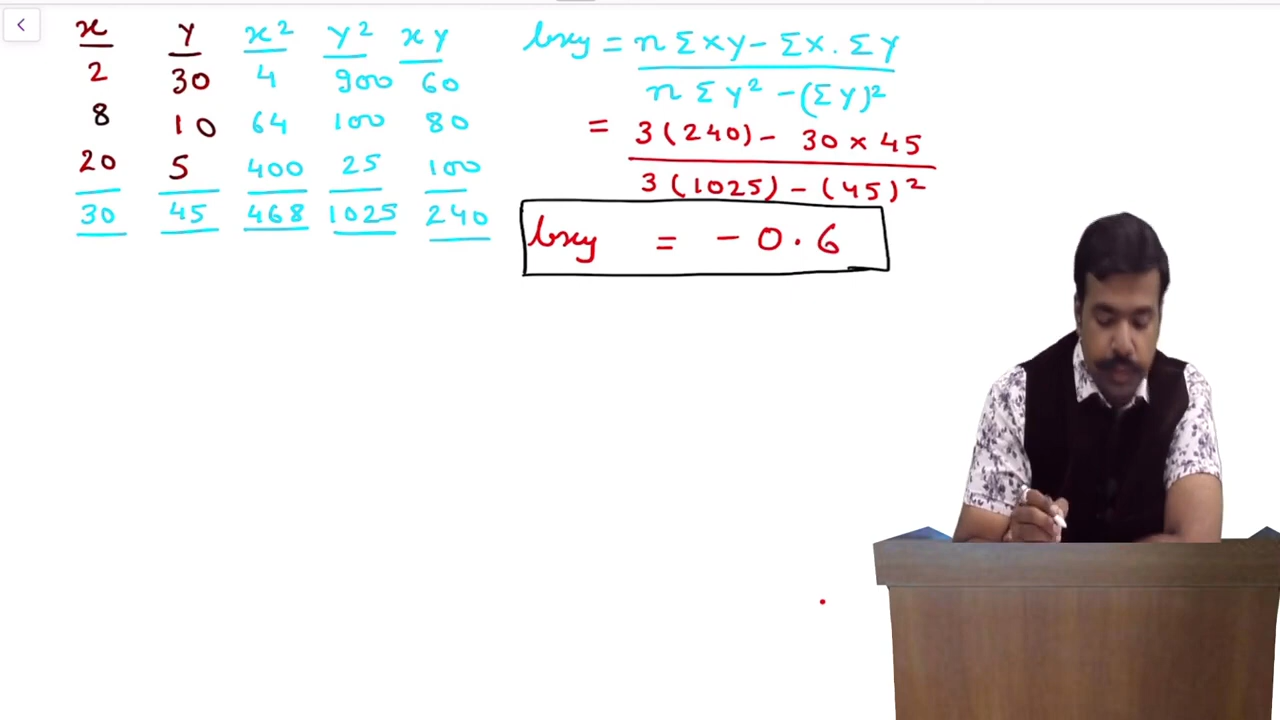 x y x² y² xy
2 30 4 900 60
8 10 64 100 80
20 5 400 25 100
30 45 468 1025 240
bxy = n Σ xy - Σx . Σy
n Σ y² - (Σy)²
= 3(240) - 30 × 45
3(1025) - (45)²
bxy = -0.6